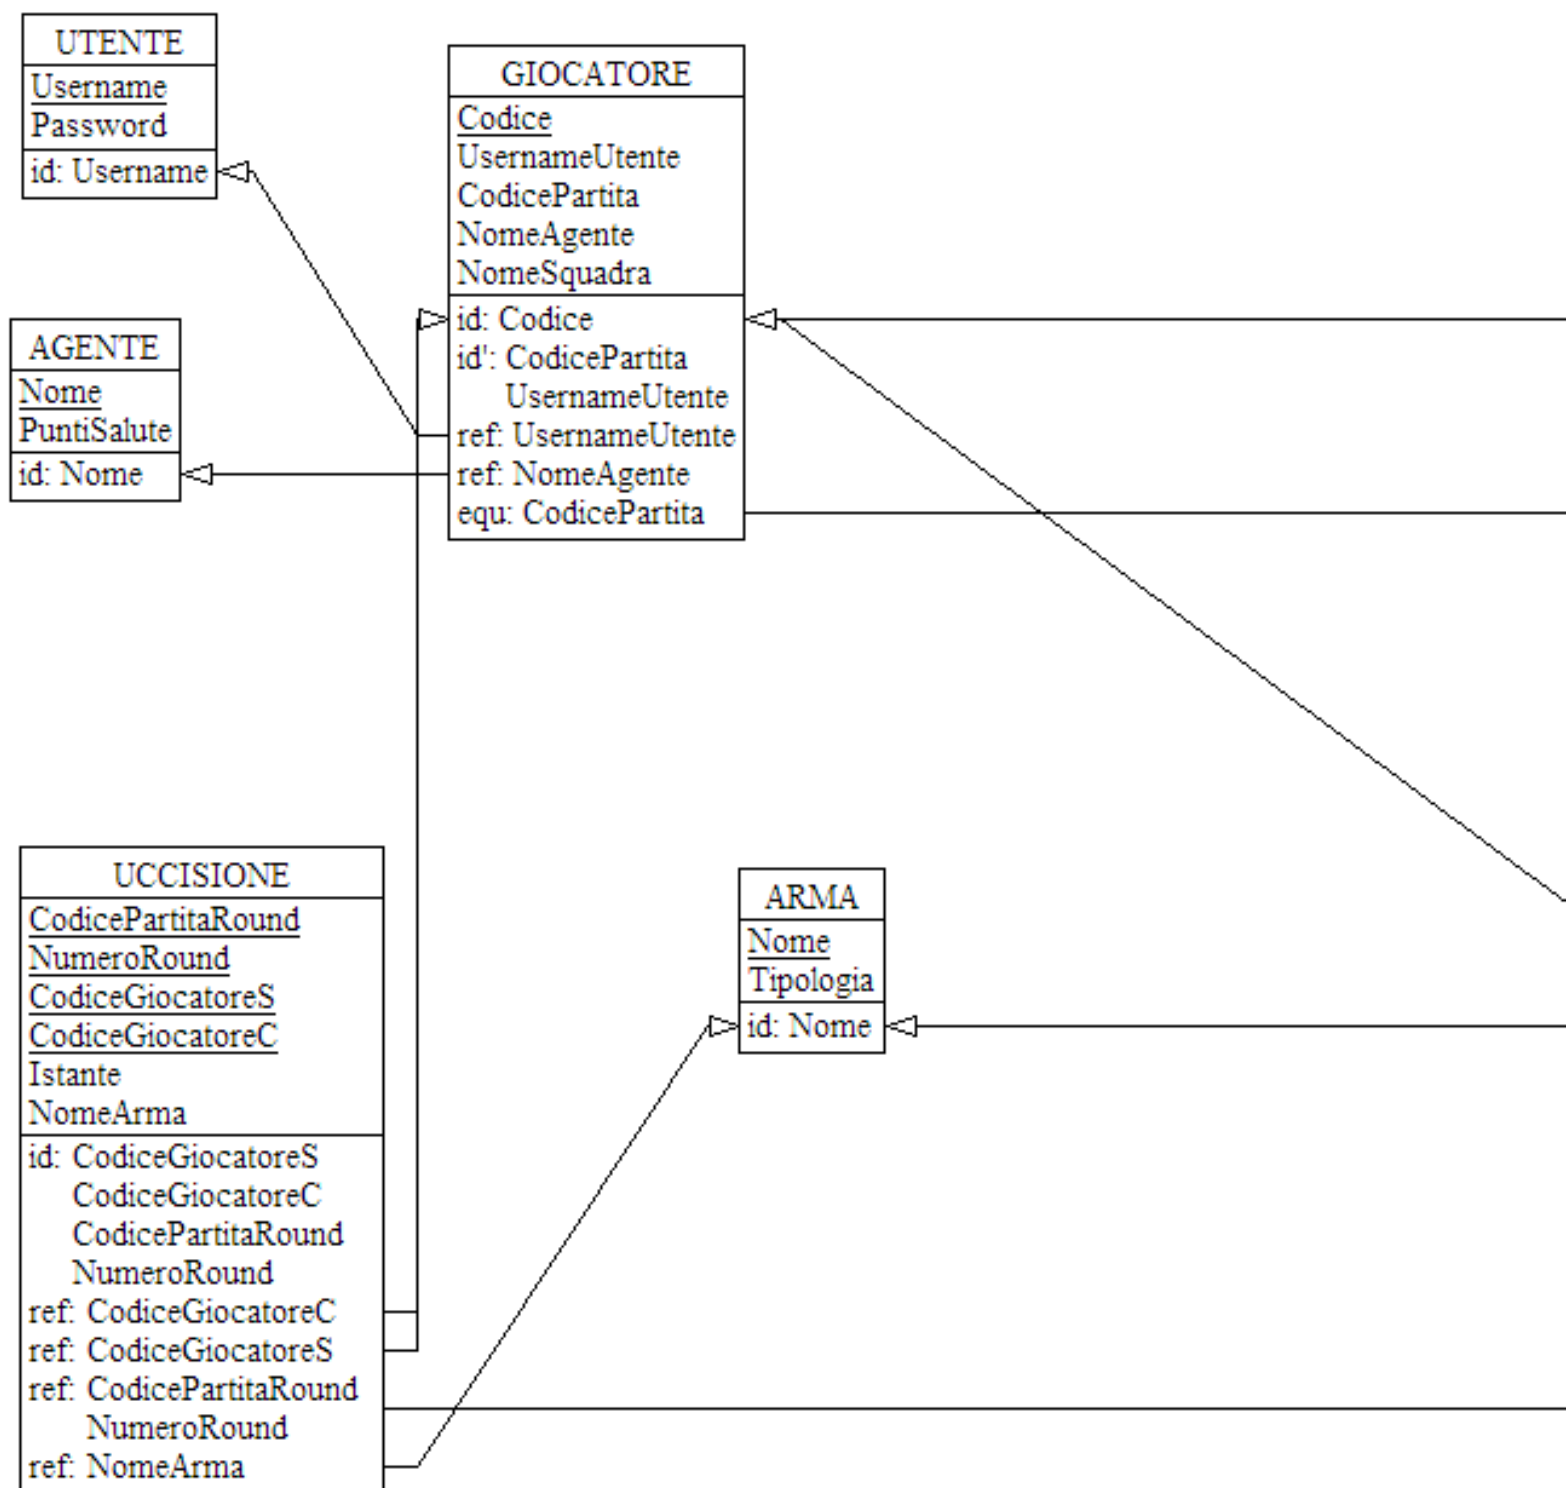 UTENTE
Username
Password
id: Username
GIOCATORE
Codice
UsernameUtente
CodicePartita
NomeAgente
NomeSquadra
id: Codice
id': CodicePartita
UsernameUtente
ref: UsernameUtente
ref: NomeAgente
equ: CodicePartita
AGENTE
Nome
PuntiSalute
id: Nome
UCCISIONE
CodicePartitaRound
NumeroRound
CodiceGiocatoreS
CodiceGiocatoreC
Istante
NomeArma
id: CodiceGiocatoreS
CodiceGiocatoreC
CodicePartitaRound
NumeroRound
ref: CodiceGiocatoreC
ref: CodiceGiocatoreS
ref: CodicePartitaRound
NumeroRound
ref: NomeArma
ARMA
Nome
Tipologia
id: Nome